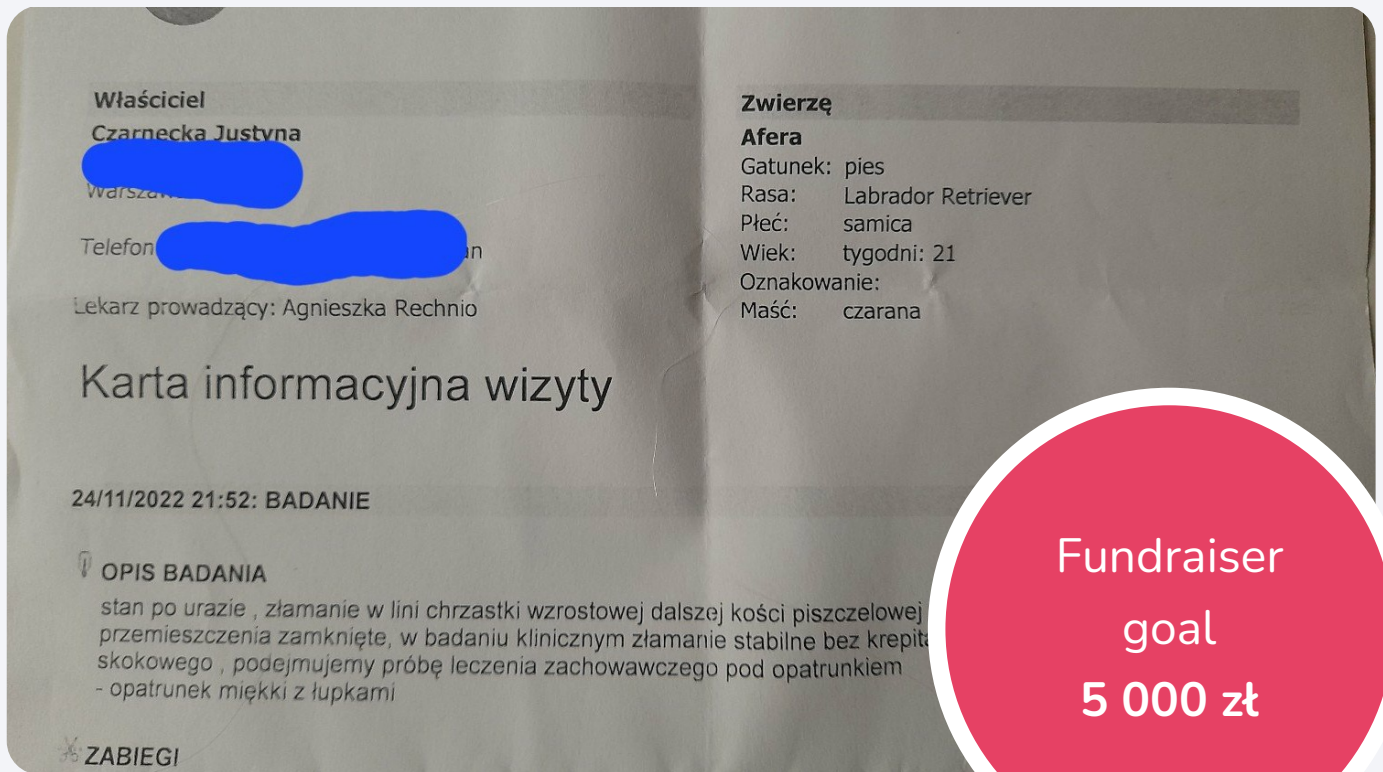 Właściciel
Czarnecka Justyna
Telefon
Lekarz prowadzący: Agnieszka Rechnio
Zwierzę
Afera
Gatunek: pies
Rasa: Labrador Retriever
Płeć: samica
Wiek: tygodni: 21
Oznakowanie:
Maść: czarana
Karta informacyjna wizyty
24/11/2022 21:52: BADANIE
OPIS BADANIA
stan po urazie , złamanie w lini chrzastki wzrostowej dalszej kości piszczelowej
przemieszczenia zamknięte, w badaniu klinicznym złamanie stabilne bez
skokowego , podejmujemy próbę leczenia zachowawczego pod opatrunkiem
- opatrunek miękki z łupkami
ZABIEGI
Fundraiser
goal
5 000 zł